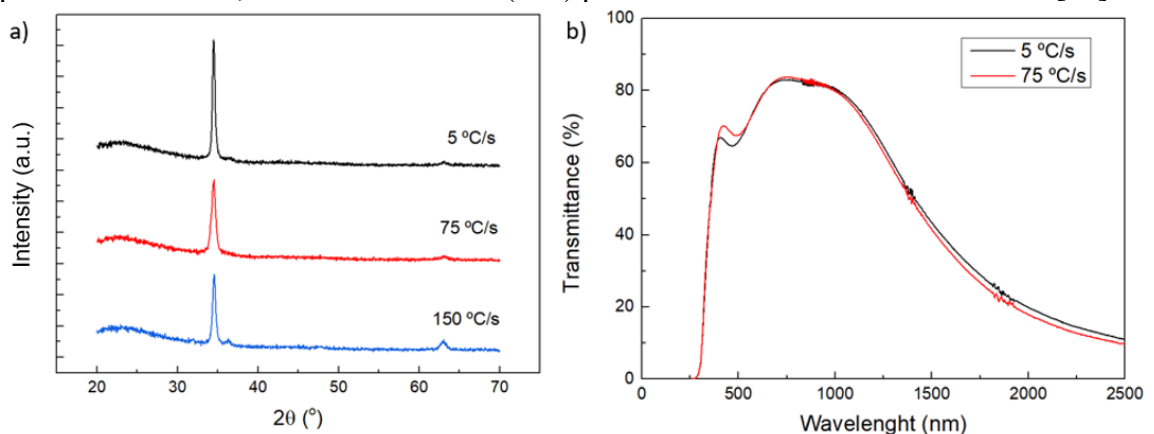 a)
Intensity (a.u.)
5 ºC/s
75 ºC/s
150 ºC/s
20 30 40 50 60 70
2θ (°)
b)
Transmittance (%)
100
80
60
40
20
0
5 ºC/s
75 ºC/s
0 500 1000 1500 2000 2500
Wavelenght (nm)